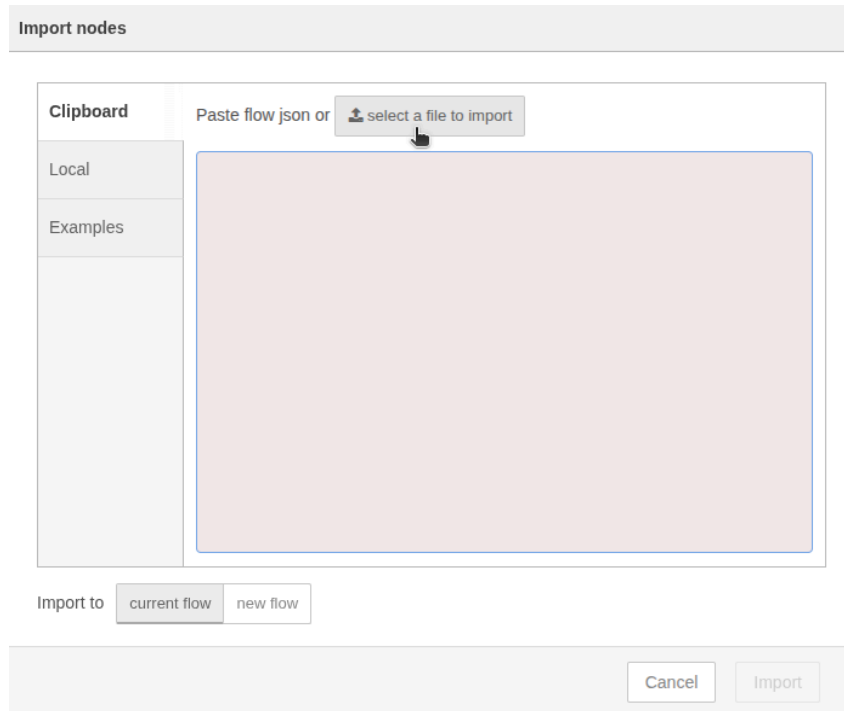 Import nodes
Clipboard
Paste flow json or select a file to import
Local
Examples
Import to current flow new flow
Cancel Import